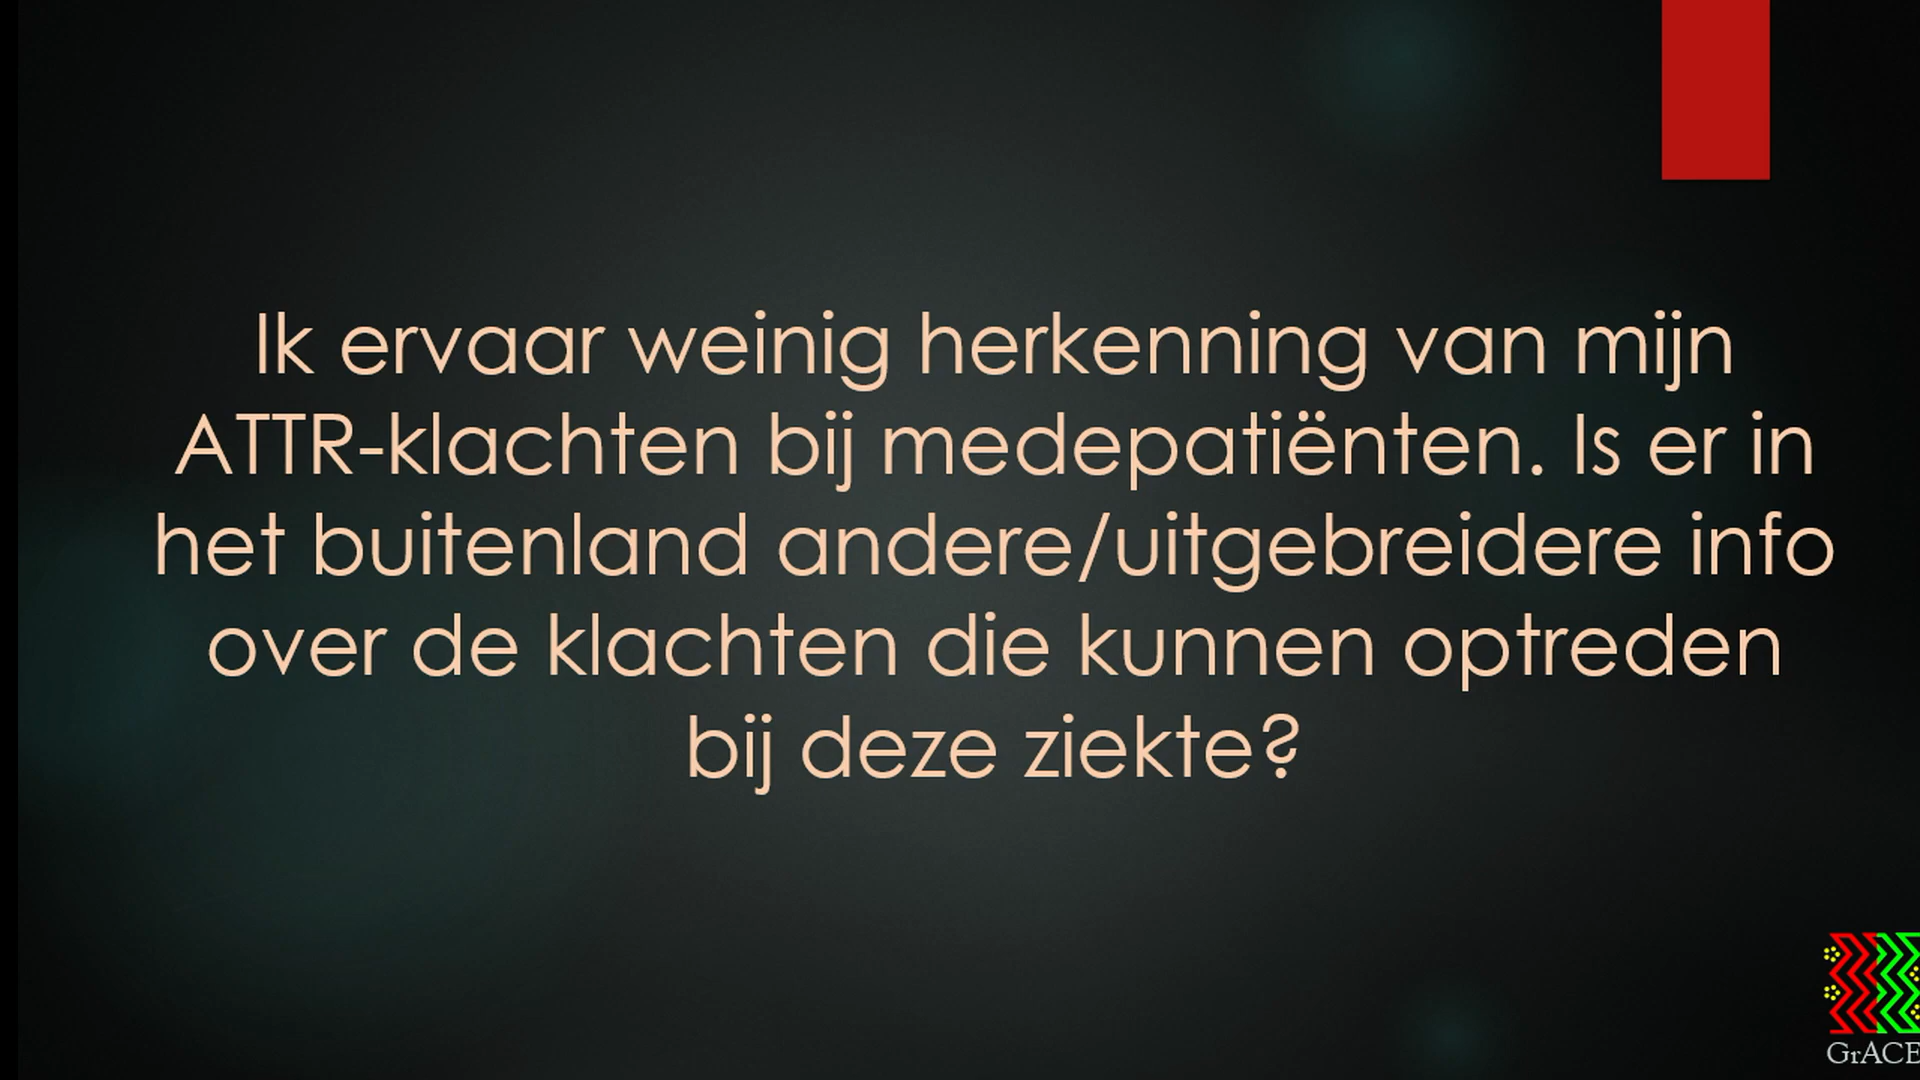 Ik ervaar weinig herkenning van mijn
ATTR-klachten bij medepatiënten. Is er in
het buitenland andere/uitgebreidere info
over de klachten die kunnen optreden
bij deze ziekte?
GrACE